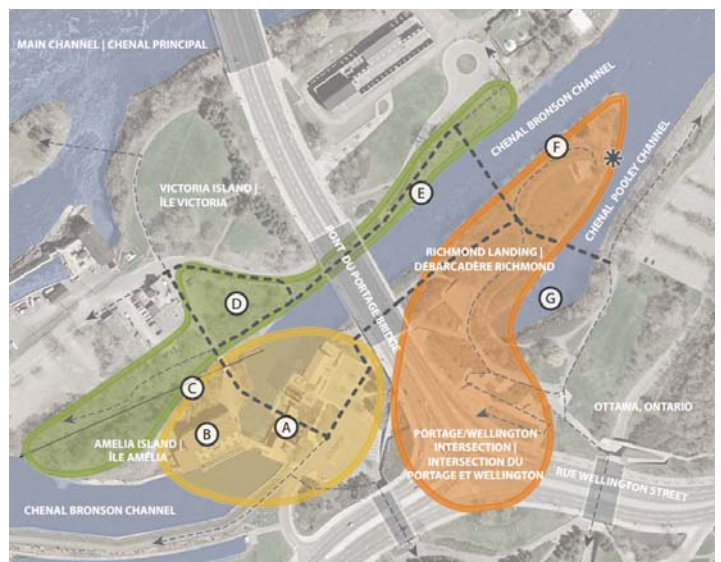 MAIN CHANNEL | CHENAL PRINCIPAL
CHENAL BRONSON CHANNEL
F
CHENAL POOLEY CHANNEL
VICTORIA ISLAND |
ÎLE VICTORIA
E
PONT DU PORTAGE BRIDGE
RICHMOND LANDING |
DÉBARCADÈRE RICHMOND
D
G
C
OTTAWA, ONTARIO
AMELIA ISLAND |
ÎLE AMÉLIA
B
A
PORTAGE/WELLINGTON
INTERSECTION |
INTERSECTION DU
PORTAGE ET WELLINGTON
RUE WELLINGTON STREET
CHENAL BRONSON CHANNEL